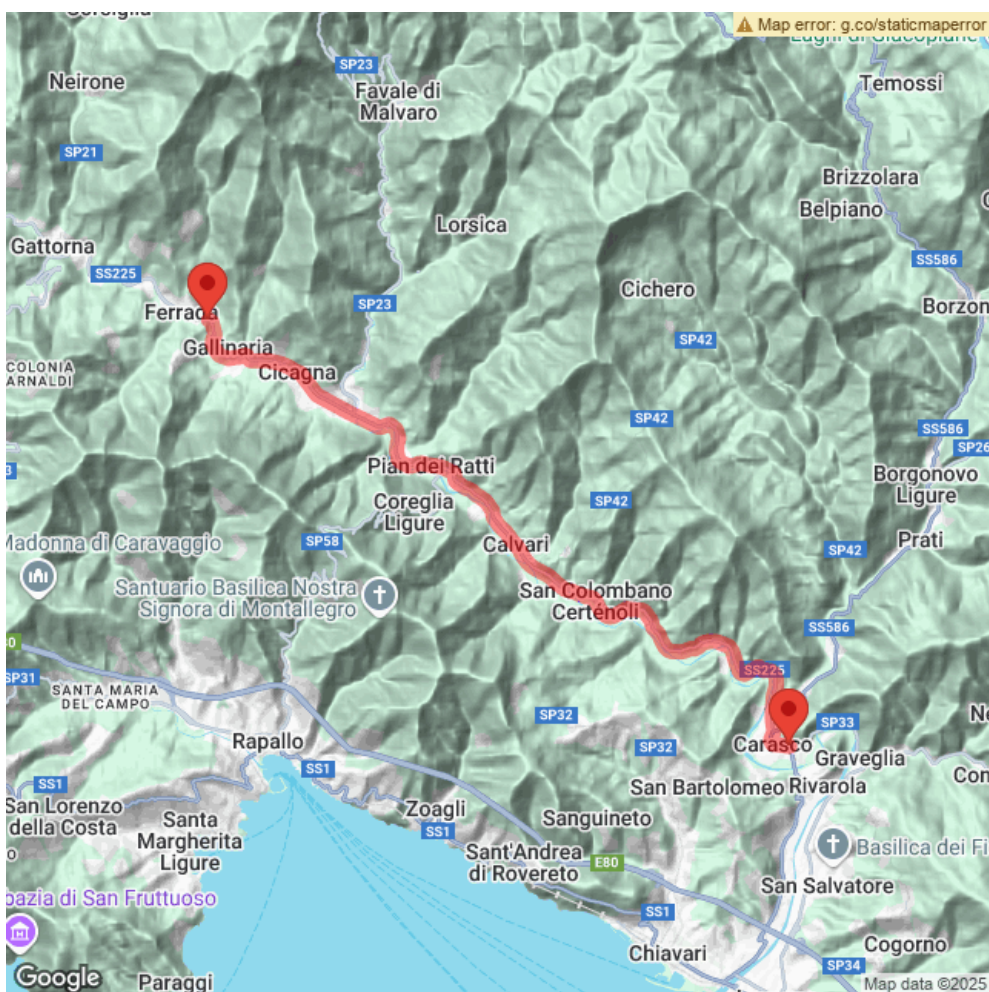 Map error: g.co/staticmaperror
Neirone
SP23
Favale di
Malvaro
Temossi
SP21
Brizzolara
Belpiano
Lorsica
Gattorna
SS225
SS586
Cichero
Ferrada
SP23
Borzon
SP42
Gallinaria
COLONIA
ARNALDI
Cicagna
SP42
SS586
SP26
Pian dei Ratti
Borgonovo
Ligure
Coreglia
Ligure
SP42
Madonna di Caravaggio
SP58
Calvari
SP42
Prati
Santuario Basilica Nostra
Signora di Montallegro
San Colombano
Certénoli
SS586
SP31
SANTA MARIA
DEL CAMPO
SS225
SP32
SP33
Rapallo
SP32
Carasco
Graveglia
SS1
SS1
San Bartolomeo
Rivarola
San Lorenzo
della Costa
Santa
Margherita
Ligure
Zoagli
SS1
Sanguineto
Sant'Andrea
di Rovereto
E80
Basilica dei Fi
San Salvatore
bazia di San Fruttuoso
SS1
Chiavari
Cogorno
SP34
Google
Paraggi
Map data ©2025